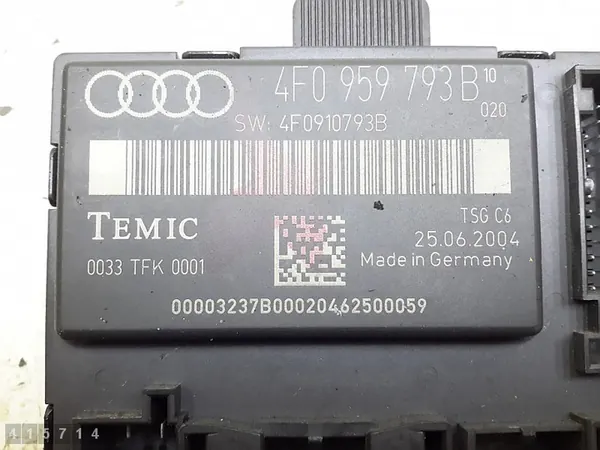 4F0 959 793 B 10
020
SW: 4F0910793B
TEMIC
TSG C6
25.06.2004
0033 TFK 0001
Made in Germany
00003237B00020462500059
415714